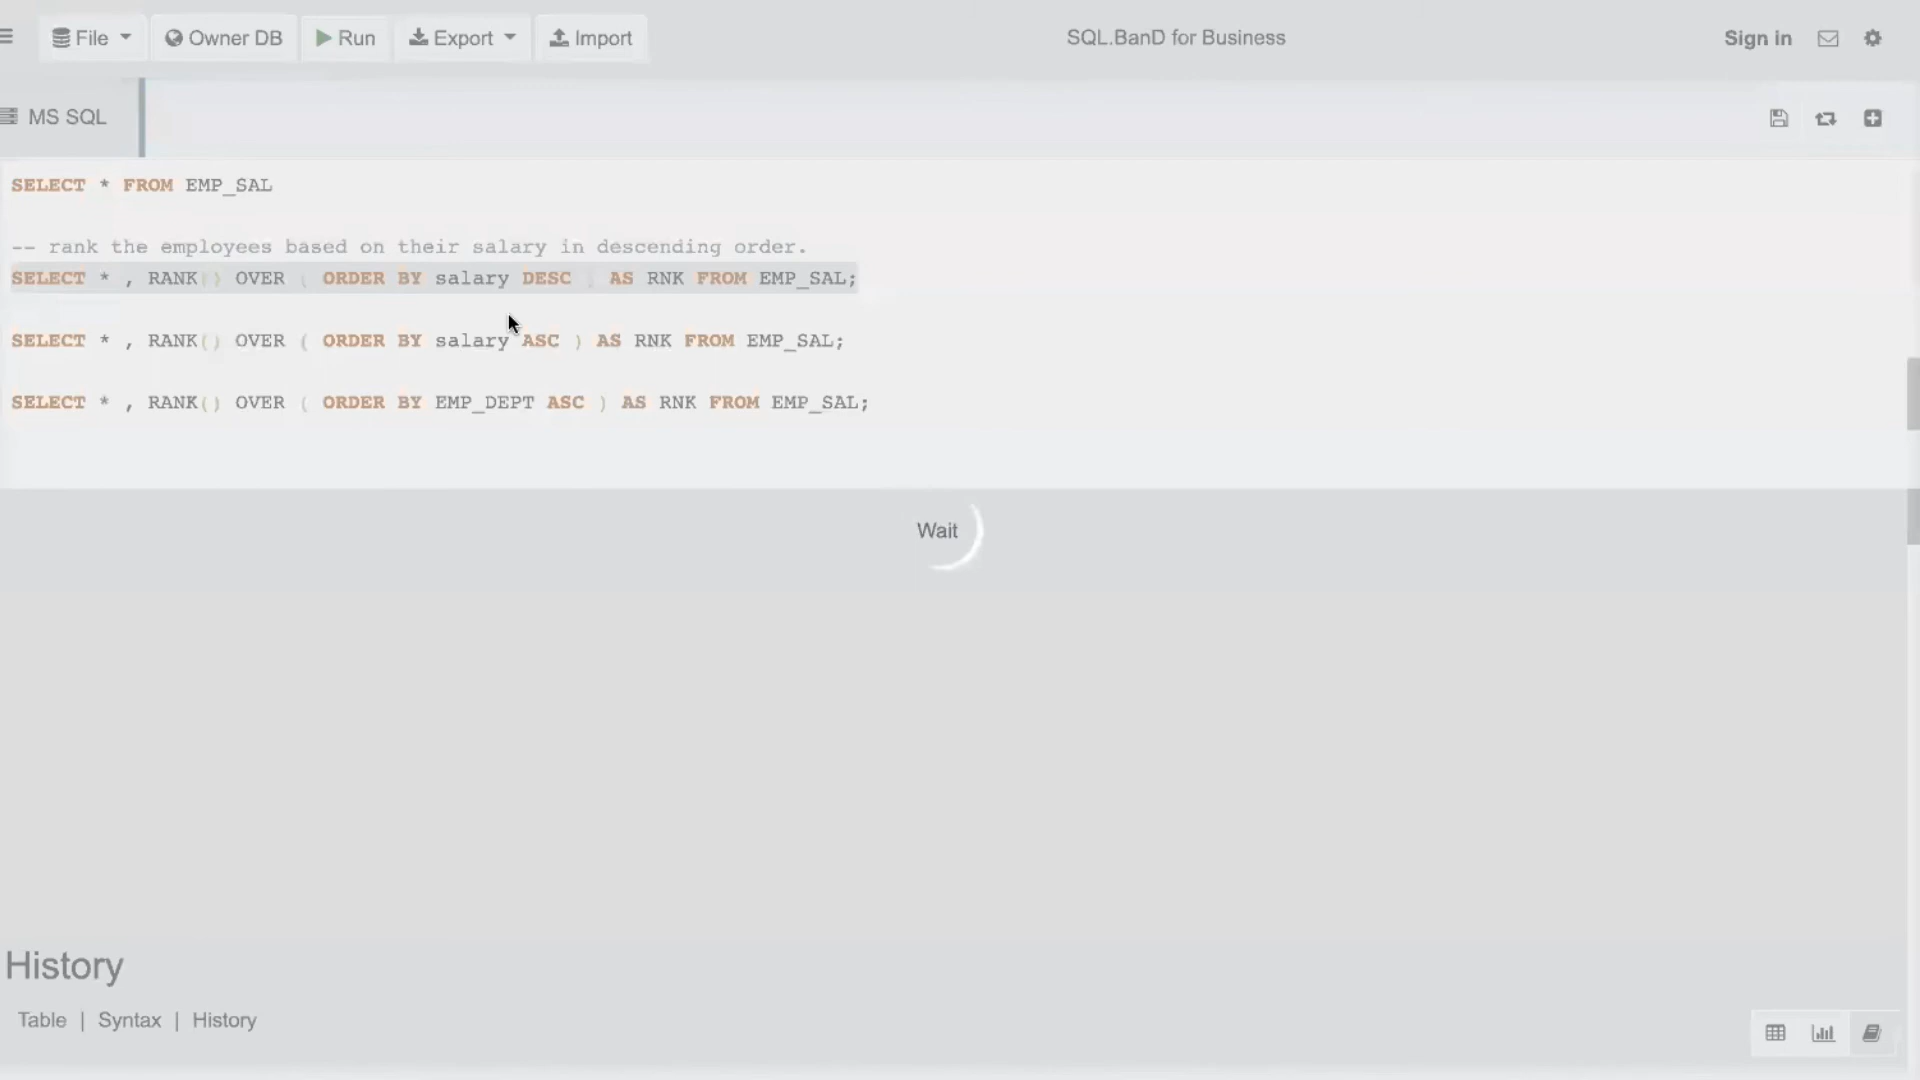 File Owner DB Run Export Import SQL.BanD for Business Sign in
MS SQL
SELECT * FROM EMP_SAL
-- rank the employees based on their salary in descending order.
SELECT * , RANK() OVER ( ORDER BY salary DESC ) AS RNK FROM EMP_SAL;
SELECT * , RANK() OVER ( ORDER BY salary ASC ) AS RNK FROM EMP_SAL;
SELECT * , RANK() OVER ( ORDER BY EMP_DEPT ASC ) AS RNK FROM EMP_SAL;
Wait
History
Table | Syntax | History